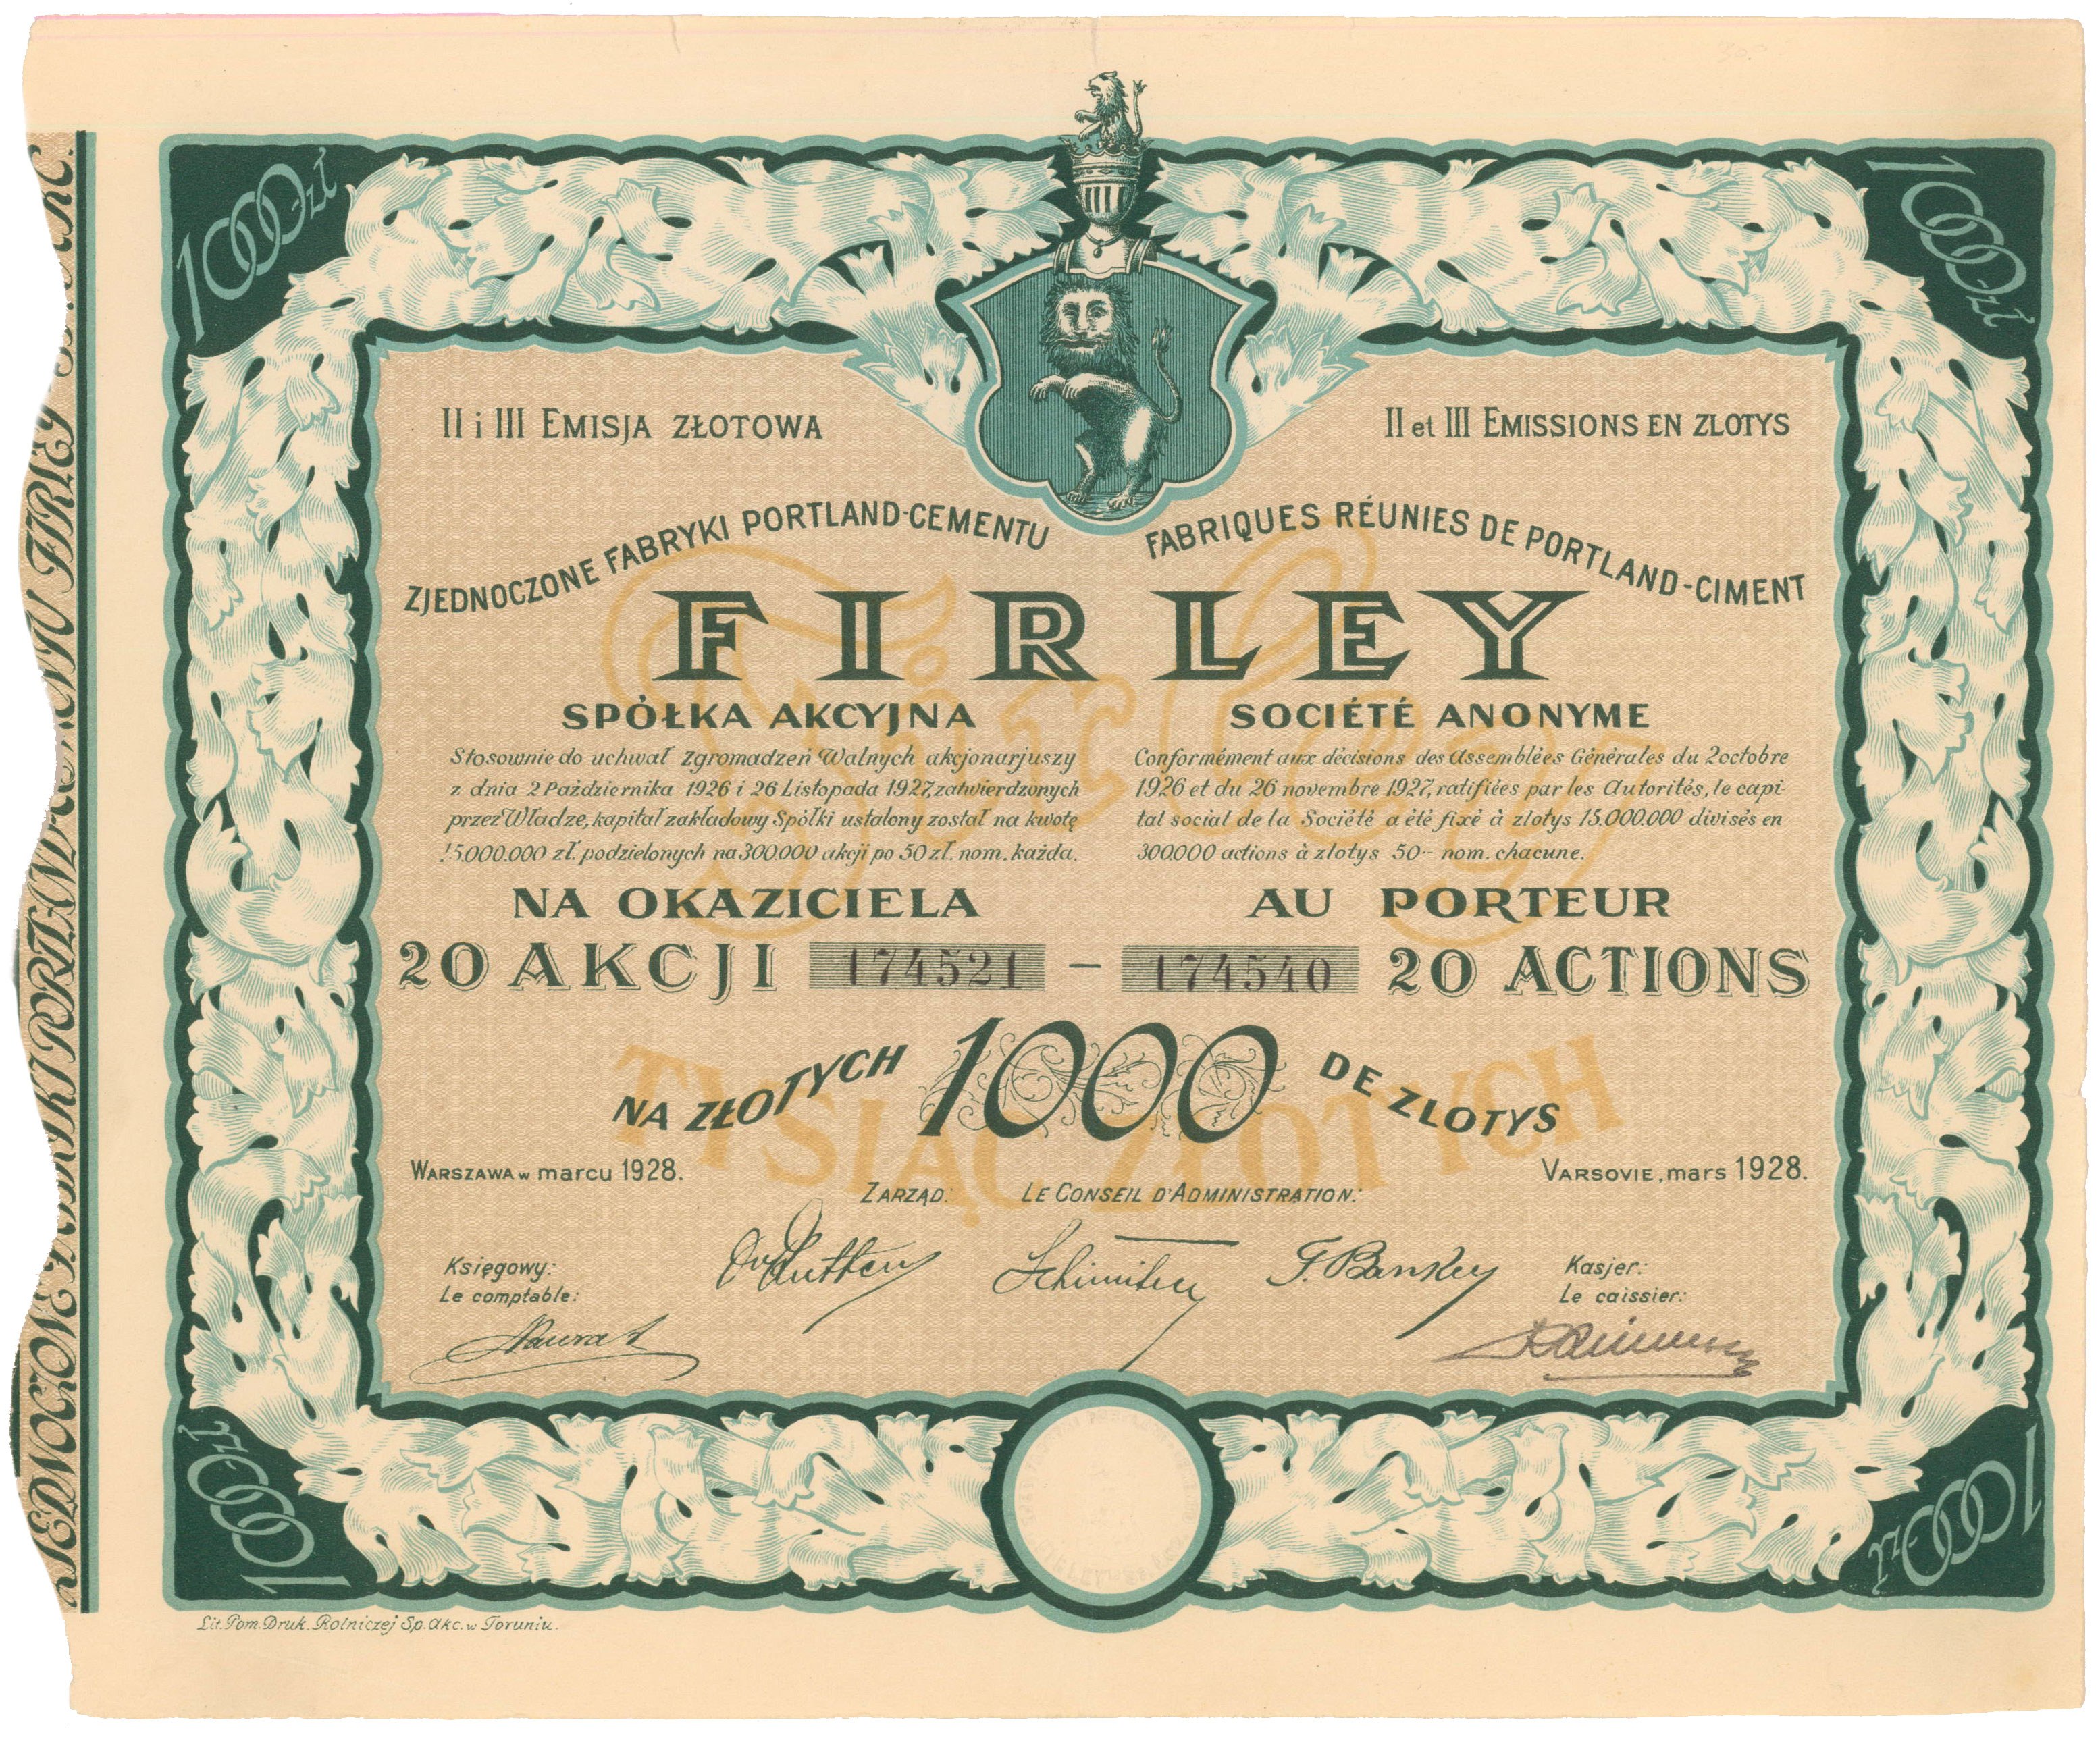 1000 zł
1000 zł
II i III EMISJA ZŁOTOWA
II et III EMISSIONS EN ZLOTYS
ZJEDNOCZONE FABRYKI PORTLAND-CEMENTU
FABRIQUES RÉUNIES DE PORTLAND-CIMENT
Firley
FIRLEY
SPÓŁKA AKCYJNA
Stosownie do uchwał Zgromadzeń Walnych akcjonarjuszy
z dnia 2 Października 1926 i 26 Listopada 1927, zatwierdzonych
przez Władze, kapitał zakładowy Spółki ustalony został na kwotę
15.000.000 zł. podzielonych na 300.000 akcji po 50 zł. nom. każda.
SOCIÉTÉ ANONYME
Conformément aux décisions des Assemblées Générales du 2 octobre
1926 et du 26 novembre 1927, ratifiées par les Autorités, le capi-
tal social de la Société a été fixé à zlotys 15.000.000 divisés en
300.000 actions à zlotys 50-- nom. chacune.
NA OKAZICIELA
AU PORTEUR
20 AKCJI 174521 — 174540 20 ACTIONS
NA ZŁOTYCH 1000 DE ZLOTYS
TYSIĄC ZŁOTYCH
WARSZAWA w marcu 1928.
VARSOVIE, mars 1928.
ZARZĄD: LE CONSEIL D'ADMINISTRATION:
Księgowy:
Le comptable:
Kasjer:
Le caissier:
1000 zł
1000 zł
Lit. Pom. Druk. Rolniczej Sp. Akc. w Toruniu.